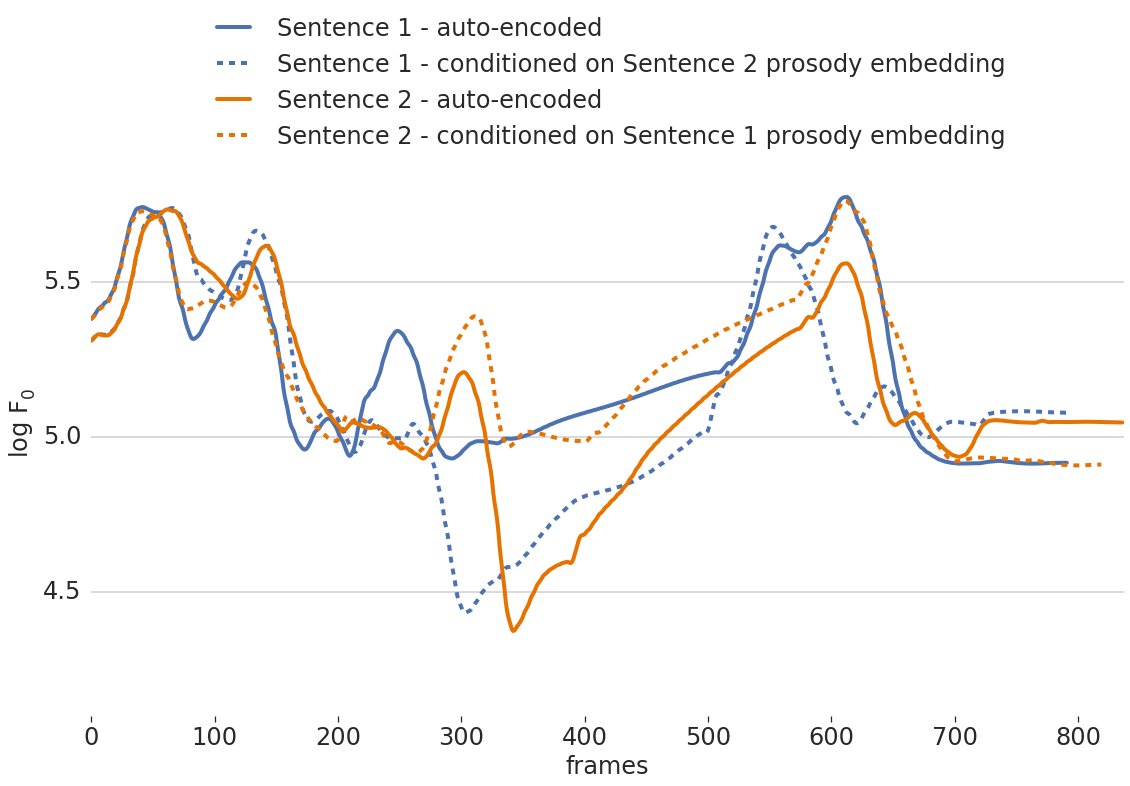 Sentence 1 - auto-encoded
Sentence 1 - conditioned on Sentence 2 prosody embedding
Sentence 2 - auto-encoded
Sentence 2 - conditioned on Sentence 1 prosody embedding
5.5
5.0
4.5
log F0
0 100 200 300 400 500 600 700 800
frames